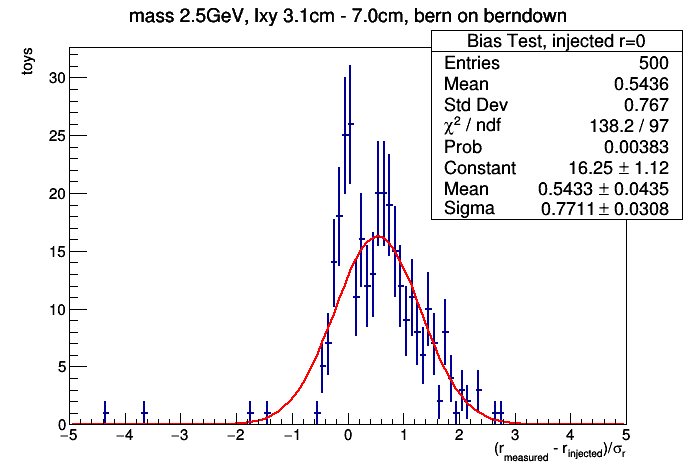 mass 2.5GeV, lxy 3.1cm - 7.0cm, bern on berndown
toys
Bias Test, injected r=0
Entries 500
Mean 0.5436
Std Dev 0.767
χ² / ndf 138.2 / 97
Prob 0.00383
Constant 16.25 ± 1.12
Mean 0.5433 ± 0.0435
Sigma 0.7711 ± 0.0308
30
25
20
15
10
5
0
−5 −4 −3 −2 −1 0 1 2 3 4 5
(r_measured - r_injected)/σ_r